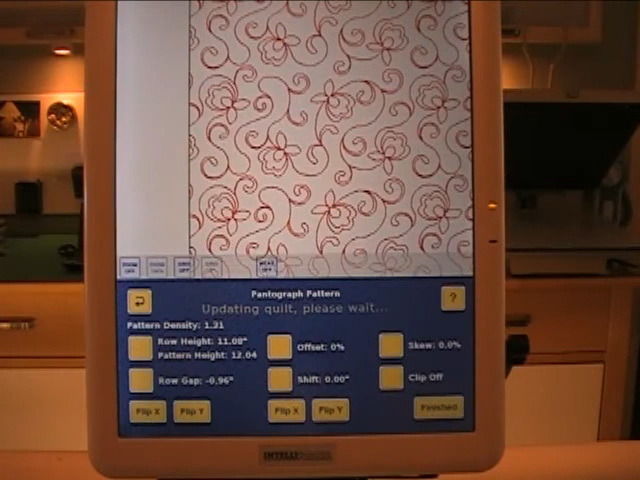 Pantograph Pattern
?
Updating quilt, please wait...
Pattern Density: 1.21
Row Height: 11.08"
Pattern Height: 12.04
Offset: 0%
Skew: 0.0%
Row Gap: -0.96"
Shift: 0.00"
Clip Off
Flip X
Flip Y
Flip X
Flip Y
Finished